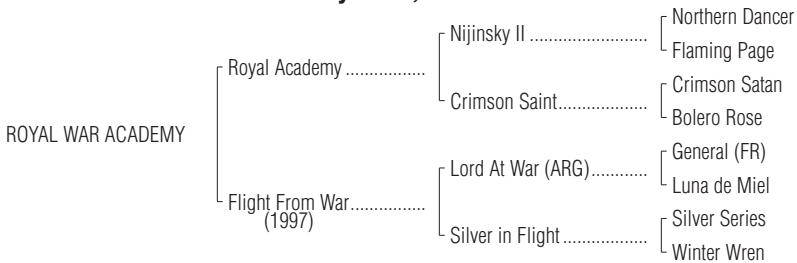 Northern Dancer
Nijinsky II
Flaming Page
Royal Academy
Crimson Satan
Crimson Saint
Bolero Rose
ROYAL WAR ACADEMY
General (FR)
Lord At War (ARG)
Luna de Miel
Flight From War
(1997)
Silver Series
Silver in Flight
Winter Wren